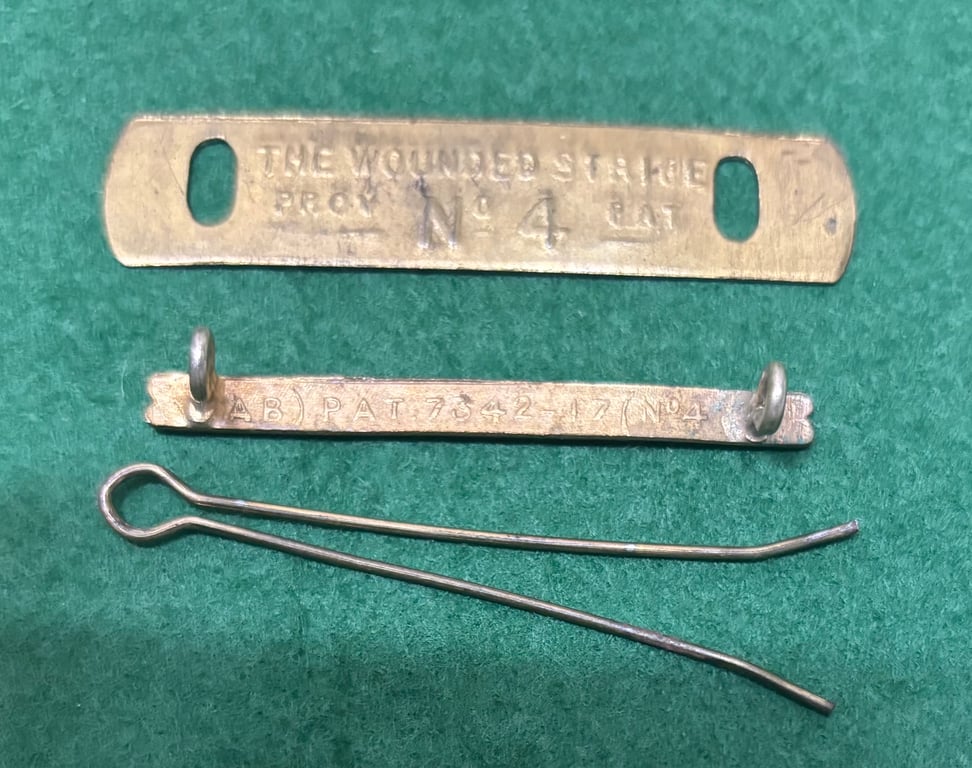 THE WOUNDED STRIPE
PROV Nº 4 PAT
AB) PAT 7342-17 (Nº4